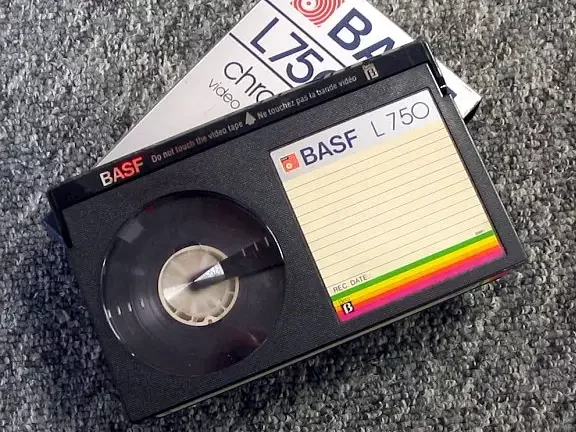 BASF
L 750
chro
video
BASF Do not touch the video tape Ne touchez pas la bande vidéo
BASF L 750
REC. DATE
B